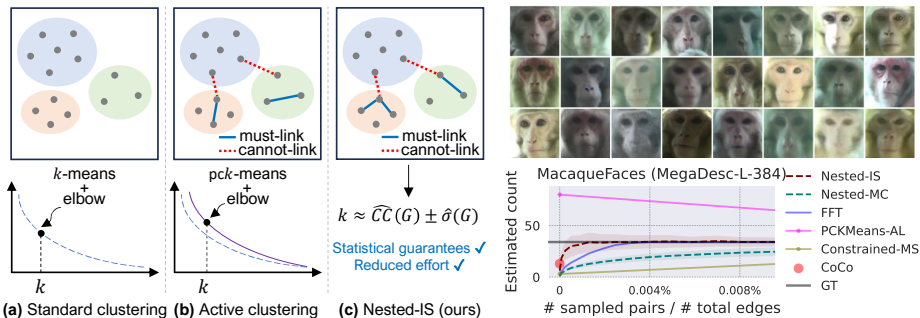 must-link
cannot-link
must-link
cannot-link
k-means
+
elbow
k
pck-means
+
elbow
k
k ≈ \widehat{CC}(G) ± σ̂(G)
Statistical guarantees ✓
Reduced effort ✓
(a) Standard clustering
(b) Active clustering
(c) Nested-IS (ours)
MacaqueFaces (MegaDesc-L-384)
Estimated count
50
0
0
0.004%
0.008%
# sampled pairs / # total edges
Nested-IS
Nested-MC
FFT
PCKMeans-AL
Constrained-MS
CoCo
GT